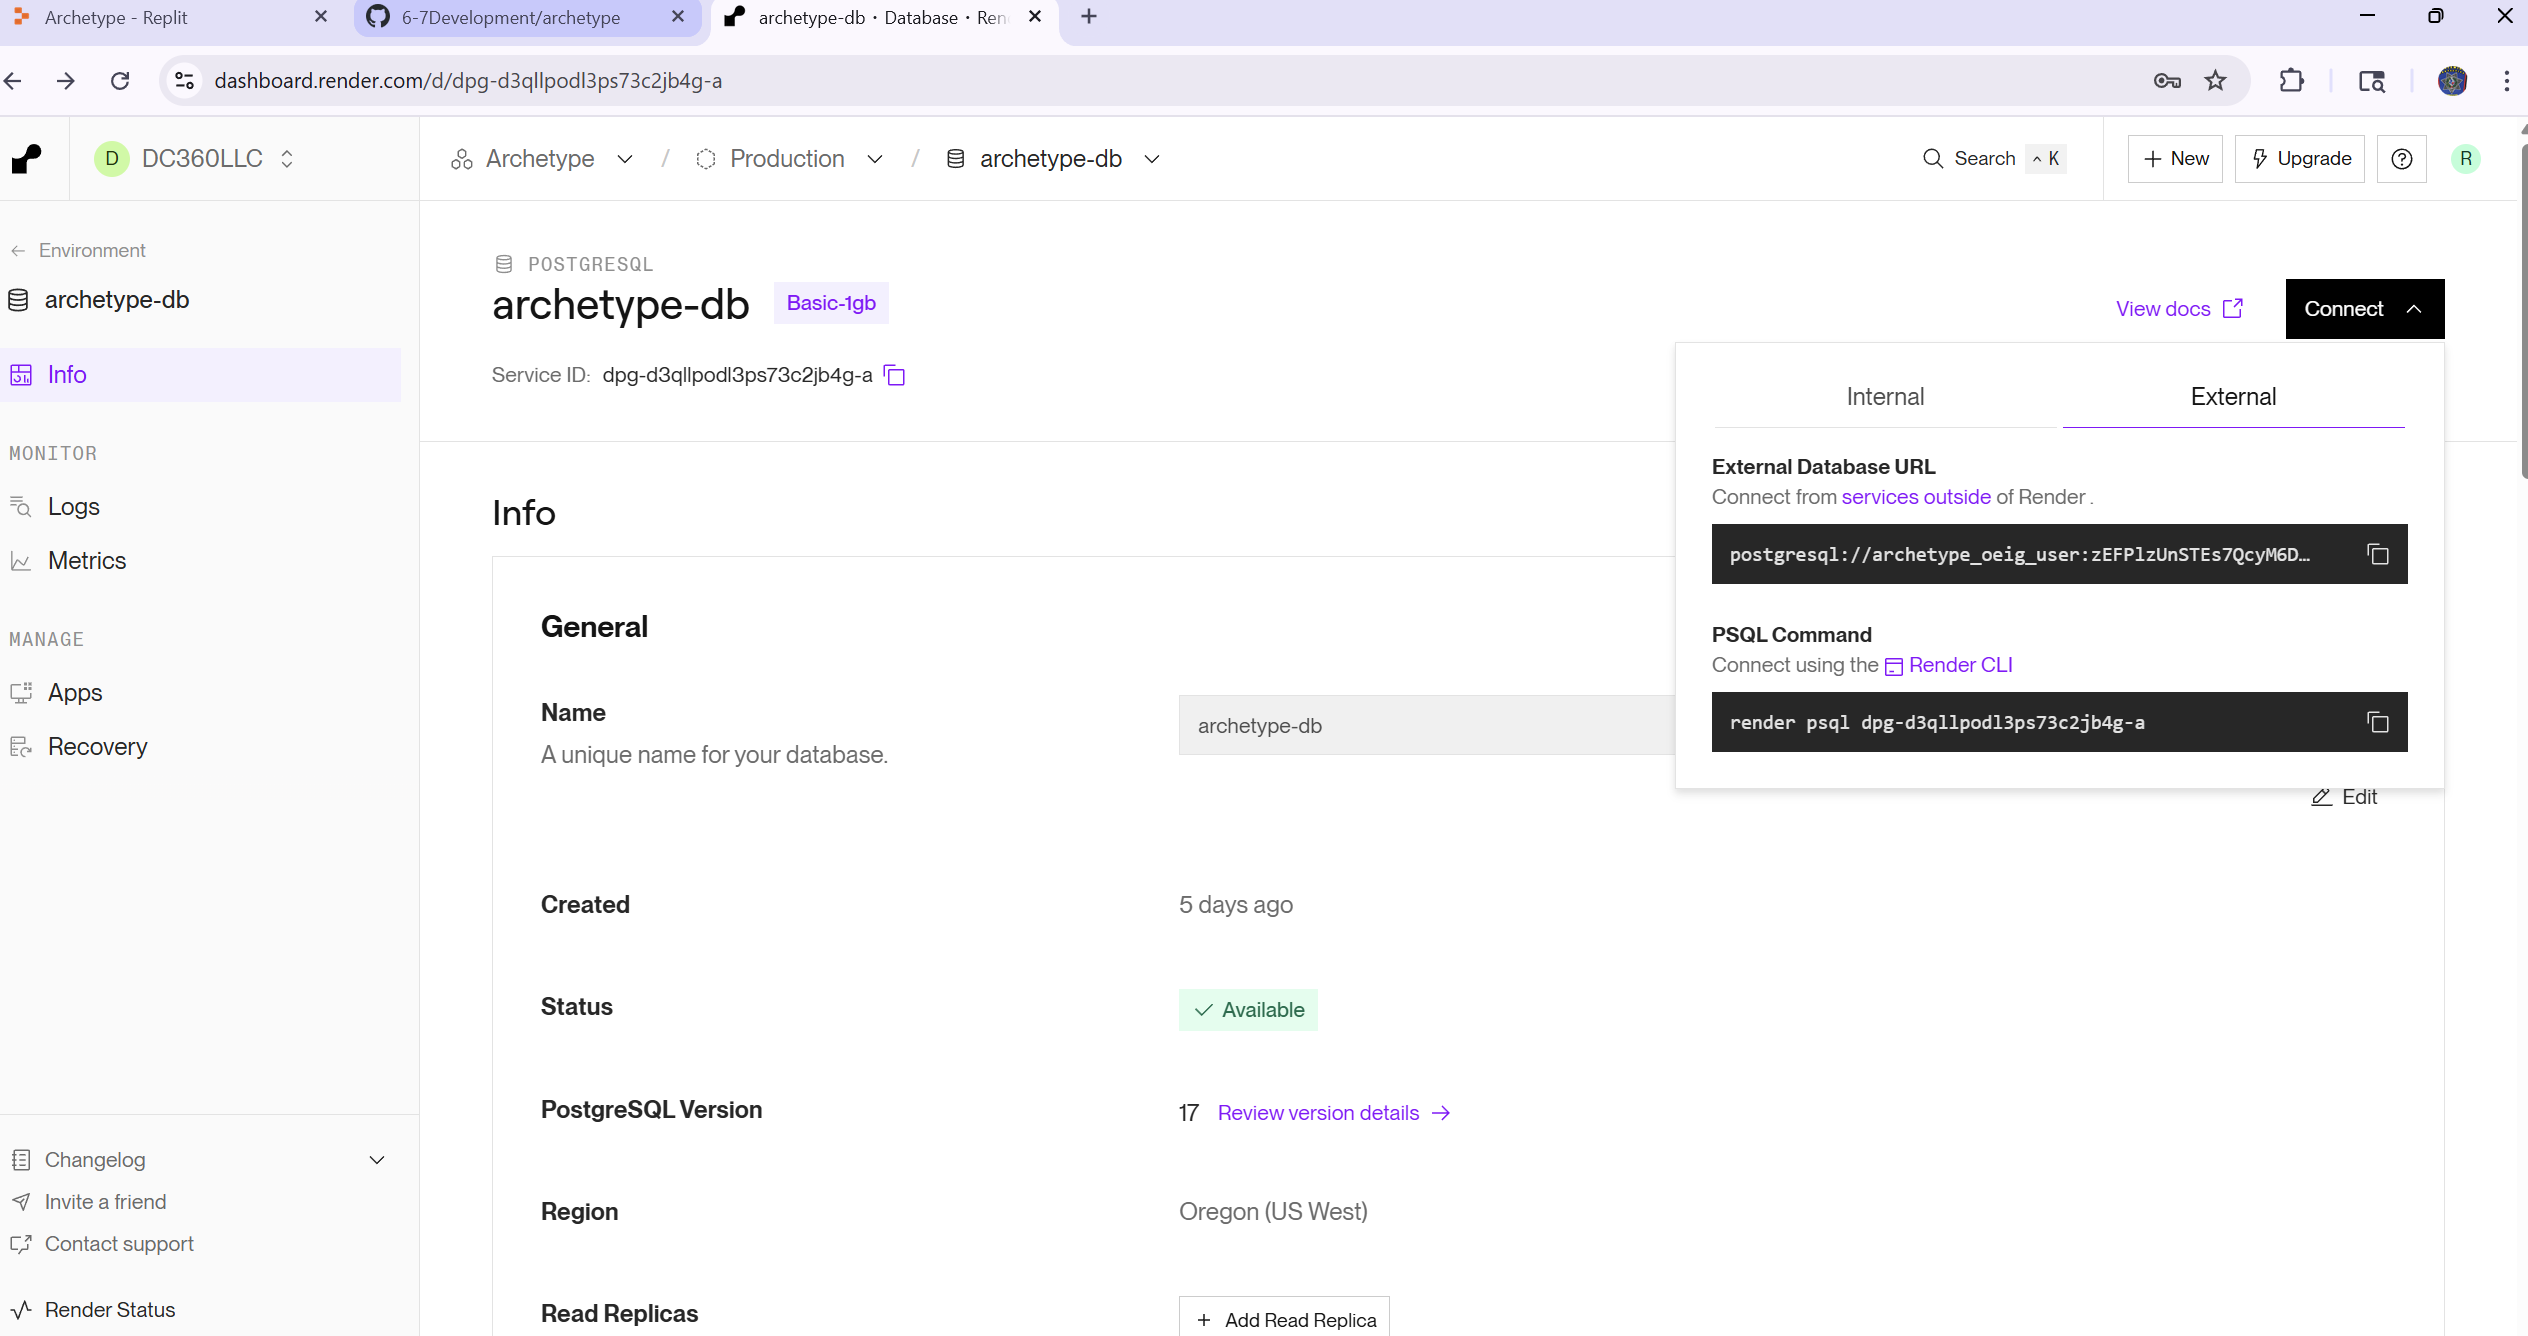 Archetype - Replit
6-7Development/archetype
archetype-db · Database · Ren
dashboard.render.com/d/dpg-d3qllpodl3ps73c2jb4g-a
D DC360LLC
Archetype / Production / archetype-db
Search ^ K
+ New
Upgrade
R
Environment
archetype-db
Info
MONITOR
Logs
Metrics
MANAGE
Apps
Recovery
Changelog
Invite a friend
Contact support
Render Status
POSTGRESQL
archetype-db Basic-1gb
View docs
Connect
Service ID: dpg-d3qllpodl3ps73c2jb4g-a
Internal External
External Database URL
Connect from services outside of Render .
postgresql://archetype_oeig_user:zEFPlzUnSTEs7QcyM6D…
PSQL Command
Connect using the Render CLI
render psql dpg-d3qllpodl3ps73c2jb4g-a
Info
General
Name
A unique name for your database.
archetype-db
Edit
Created
5 days ago
Status
Available
PostgreSQL Version
17 Review version details
Region
Oregon (US West)
Read Replicas
+ Add Read Replica